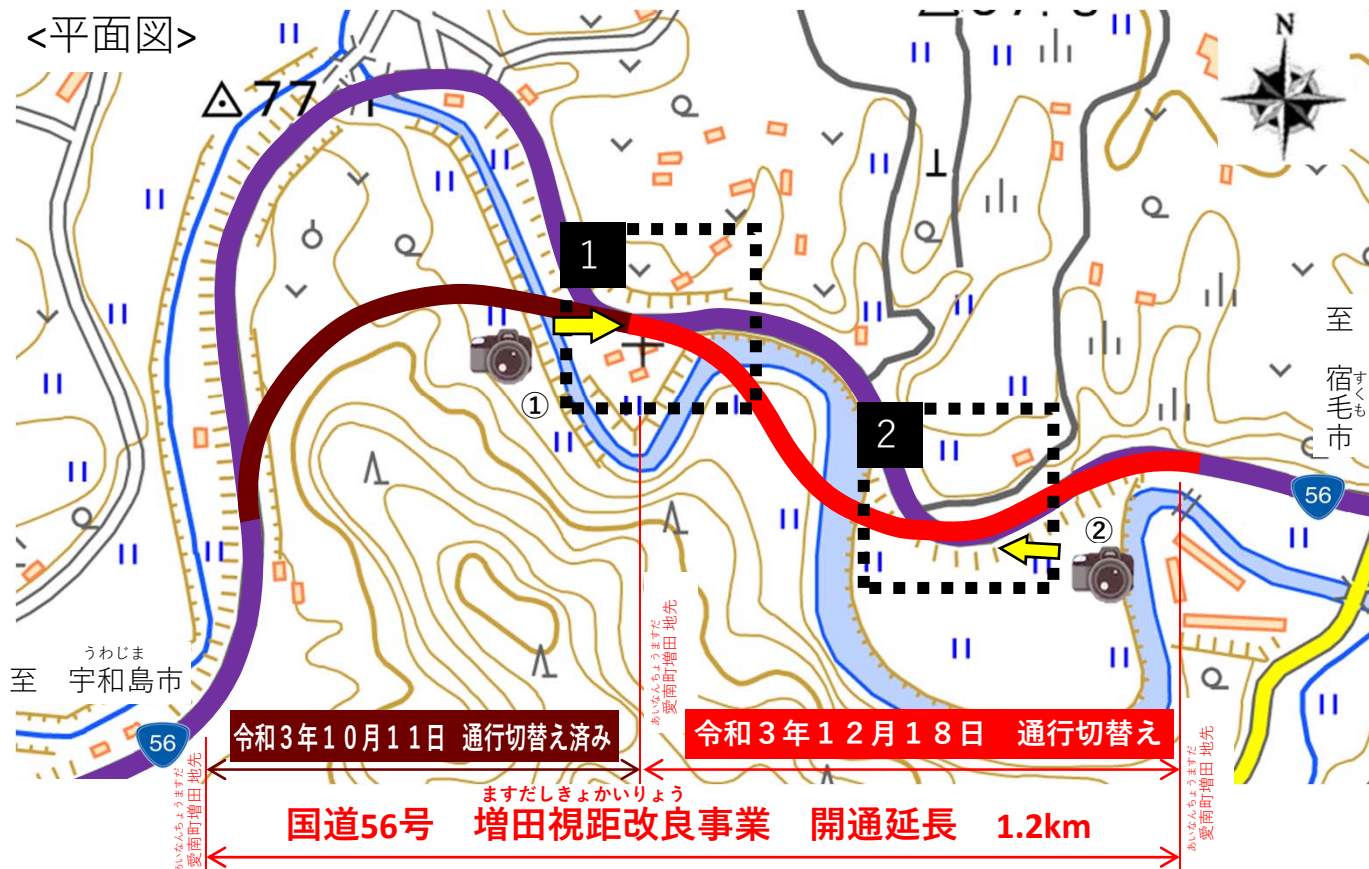 <平面図>
N
77
1
①
至
宿毛市
すくも
2
②
56
うわじま
至 宇和島市
56
あいなんちょうますだ
愛南町増田 地先
令和3年10月11日 通行切替え済み
令和３年１２月１８日 通行切替え
あいなんちょうますだ
愛南町増田 地先
あいなんちょうますだ
愛南町増田 地先
ますだしきょかいりょう
国道56号 増田視距改良事業 開通延長 1.2km